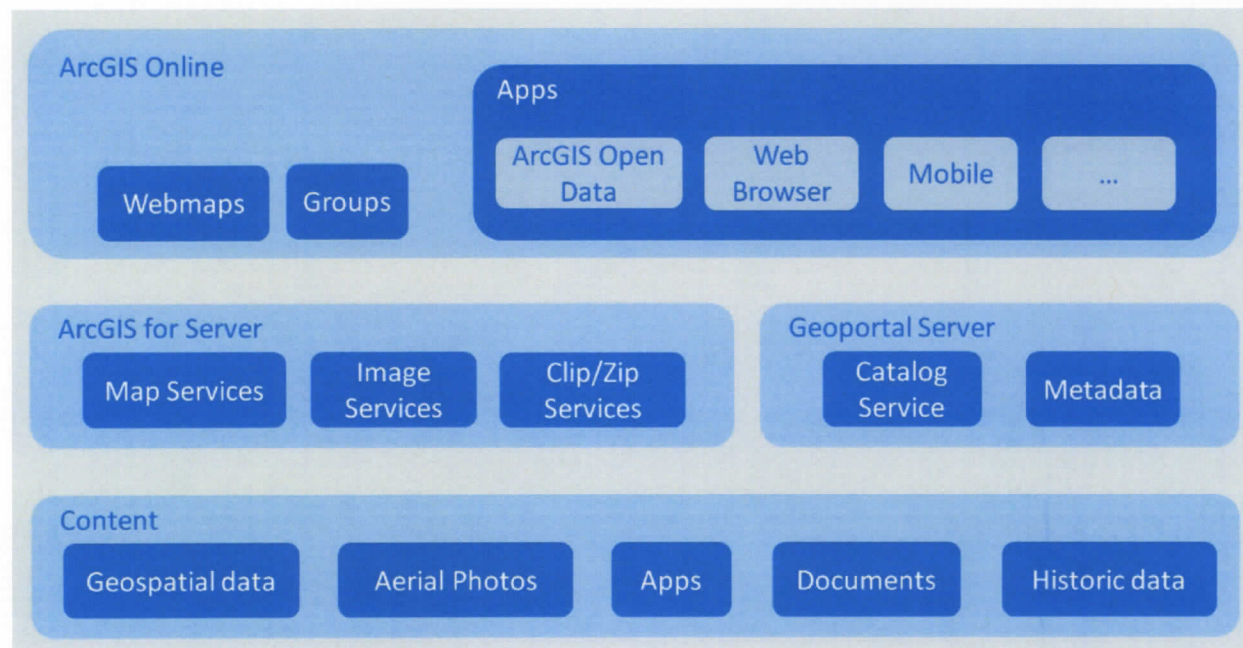 ArcGIS Online
Apps
ArcGIS Open
Data
Web
Browser
Mobile
...
Webmaps
Groups
ArcGIS for Server
Map Services
Image
Services
Clip/Zip
Services
Geoportal Server
Catalog
Service
Metadata
Content
Geospatial data
Aerial Photos
Apps
Documents
Historic data